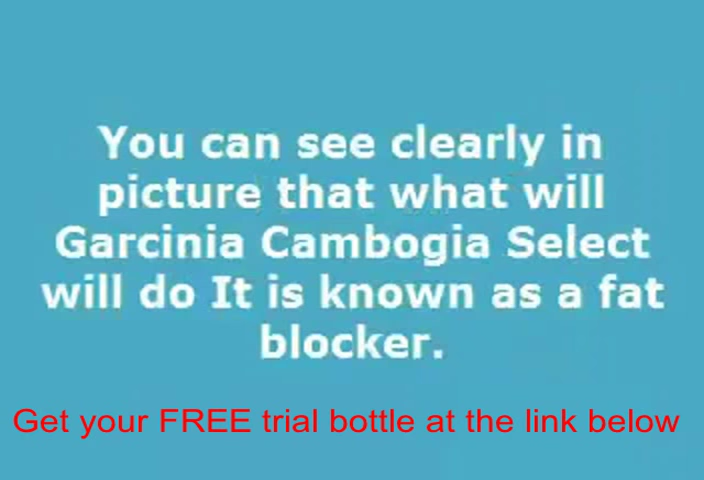 You can see clearly in
picture that what will
Garcinia Cambogia Select
will do It is known as a fat
blocker.
Get your FREE trial bottle at the link below